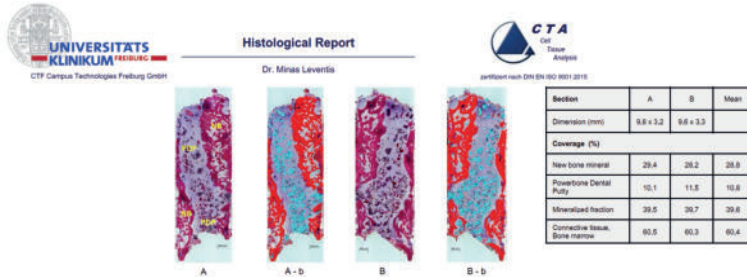 UNIVERSITÄTS
KLINIKUM FREIBURG
CTF Campus Technologies Freiburg GmbH
Histological Report
Dr. Minas Leventis
CTA
Cell
Tissue
Analysis
zertifiziert nach DIN EN ISO 9001:2015
NB
PDP
NB
PDP
A
A - b
B
B - b
Section A B Mean
Dimension (mm) 9,6 x 3,2 9,6 x 3,3
Coverage (%)
New bone mineral 29,4 28,2 28,8
Powerbone Dental Putty 10,1 11,5 10,8
Mineralized fraction 39,5 39,7 39,6
Connective tissue, Bone marrow 60,5 60,3 60,4